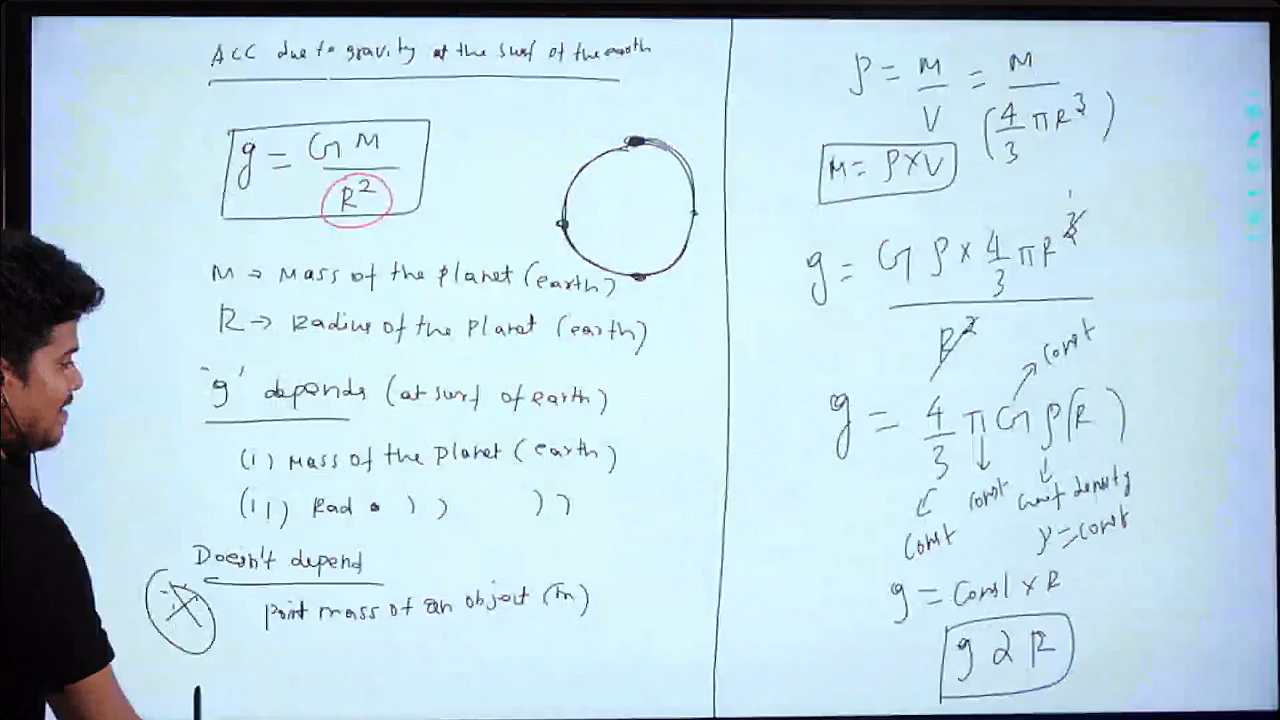 Acc due to gravity at the surf of the earth
g = GM / R²
M → Mass of the planet (earth)
R → Radius of the planet (earth)
'g' depends (at surf of earth)
(i) Mass of the planet (earth)
(ii) Rad " " " "
Doesn't depend
Point mass of an object (m)
ρ = M / V = M / (4/3 πR³)
M = ρ × V
g = G ρ × 4/3 πR³ / R²
const
g = 4/3 π G ρ (R)
const const density
const ρ = const
g = const × R
g α R